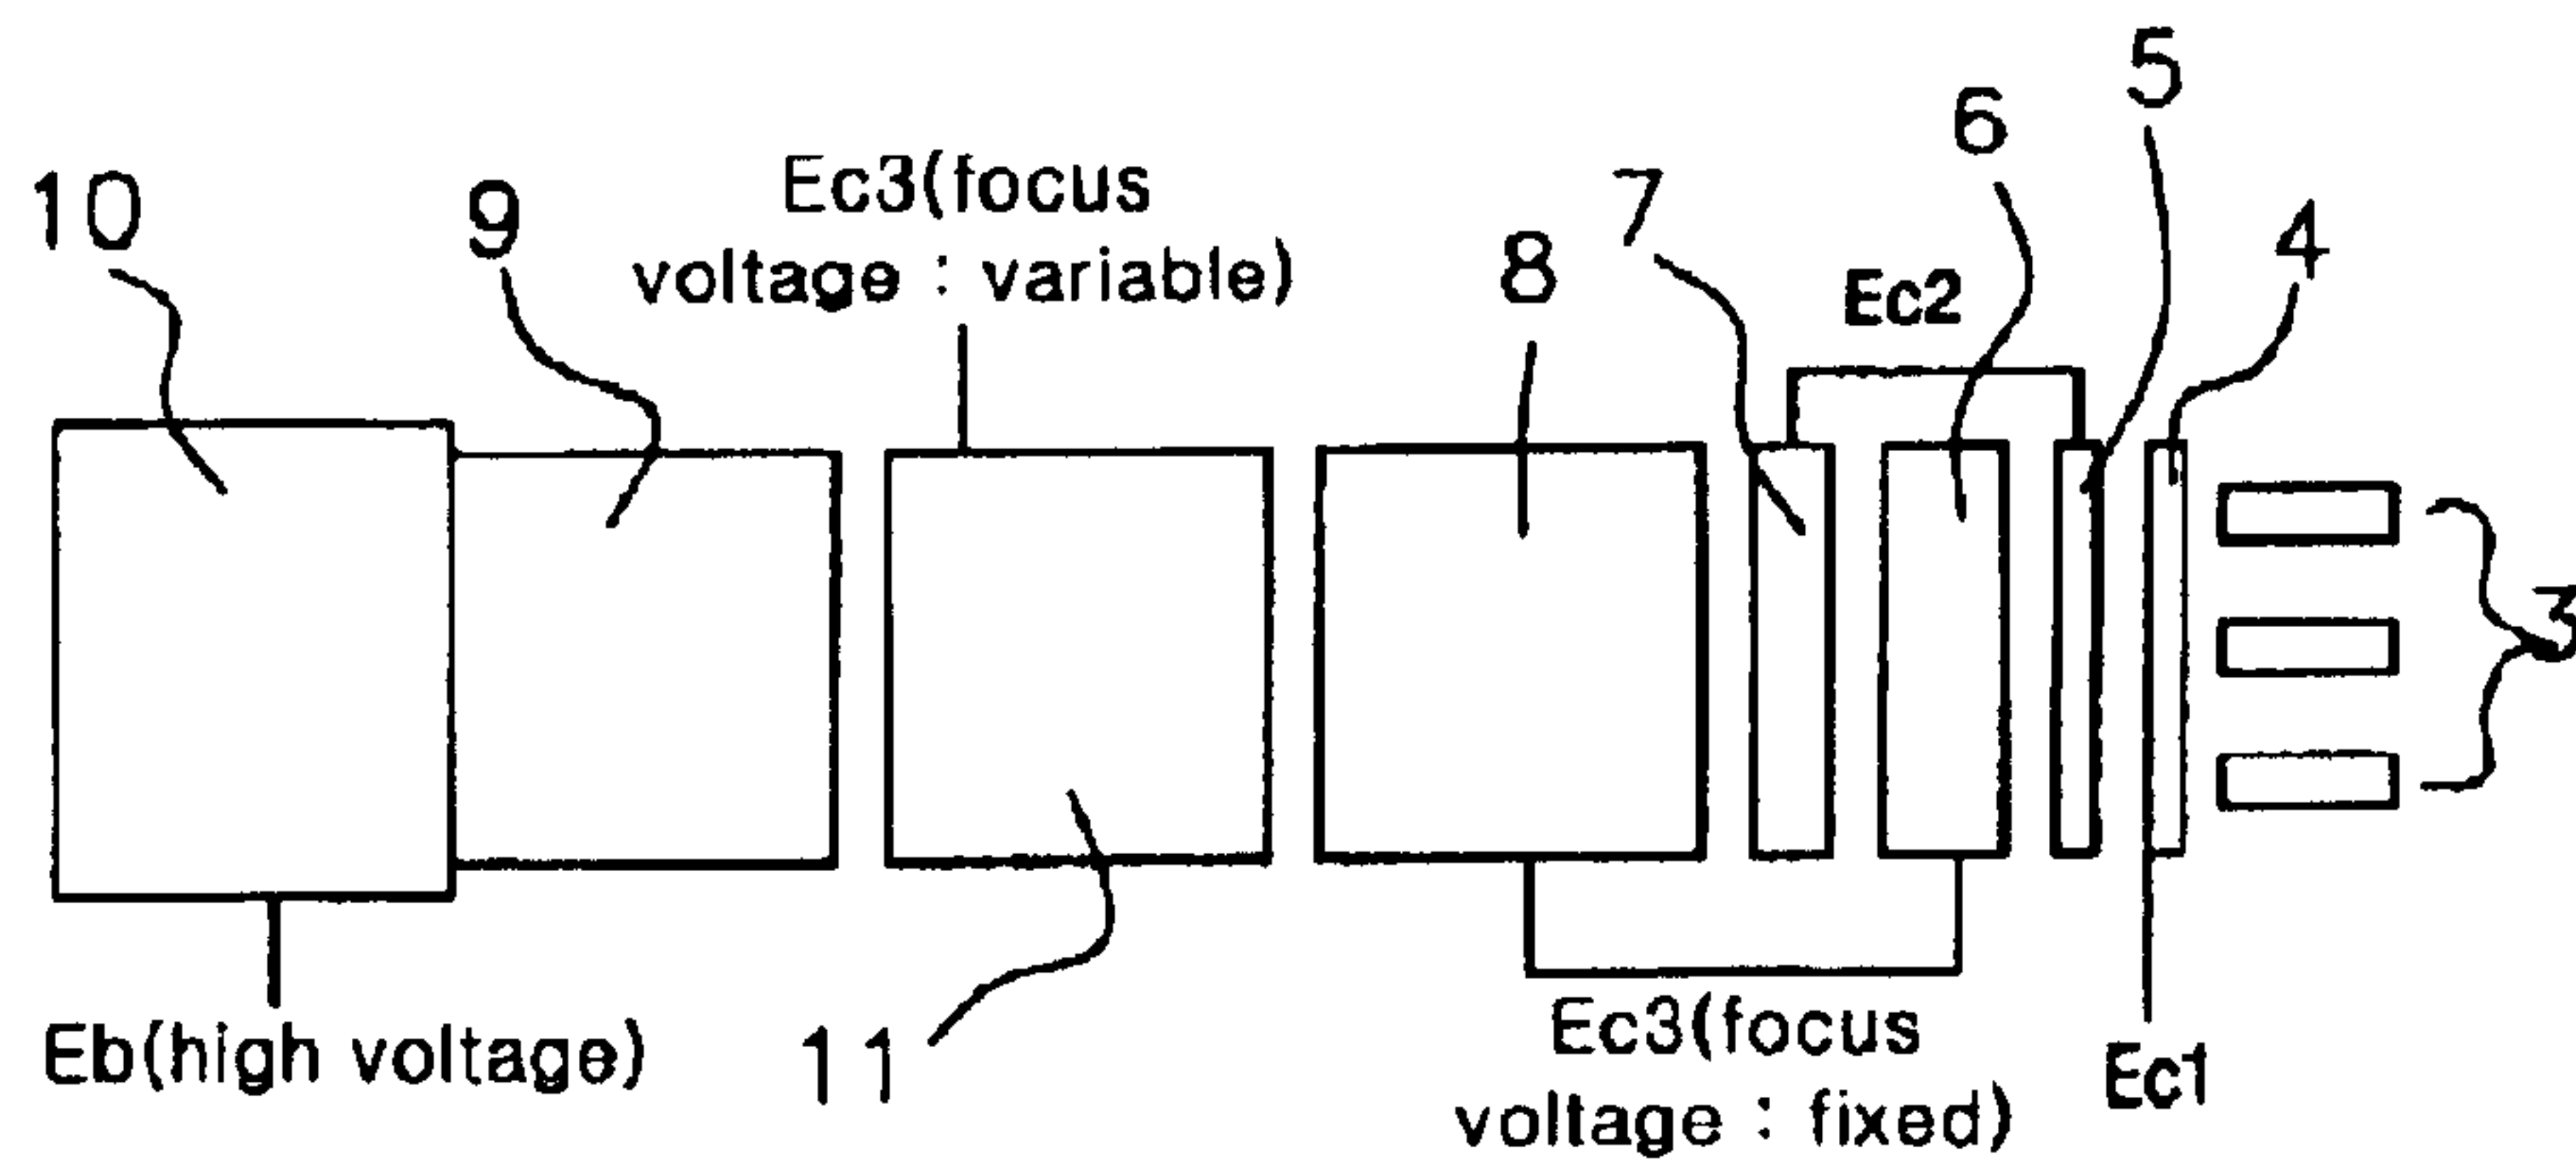 5
6
10
9
Ec3(focus
voltage : variable)
7
8
Ec2
4
3
Eb(high voltage)
11
Ec3(focus
voltage : fixed)
Ec1